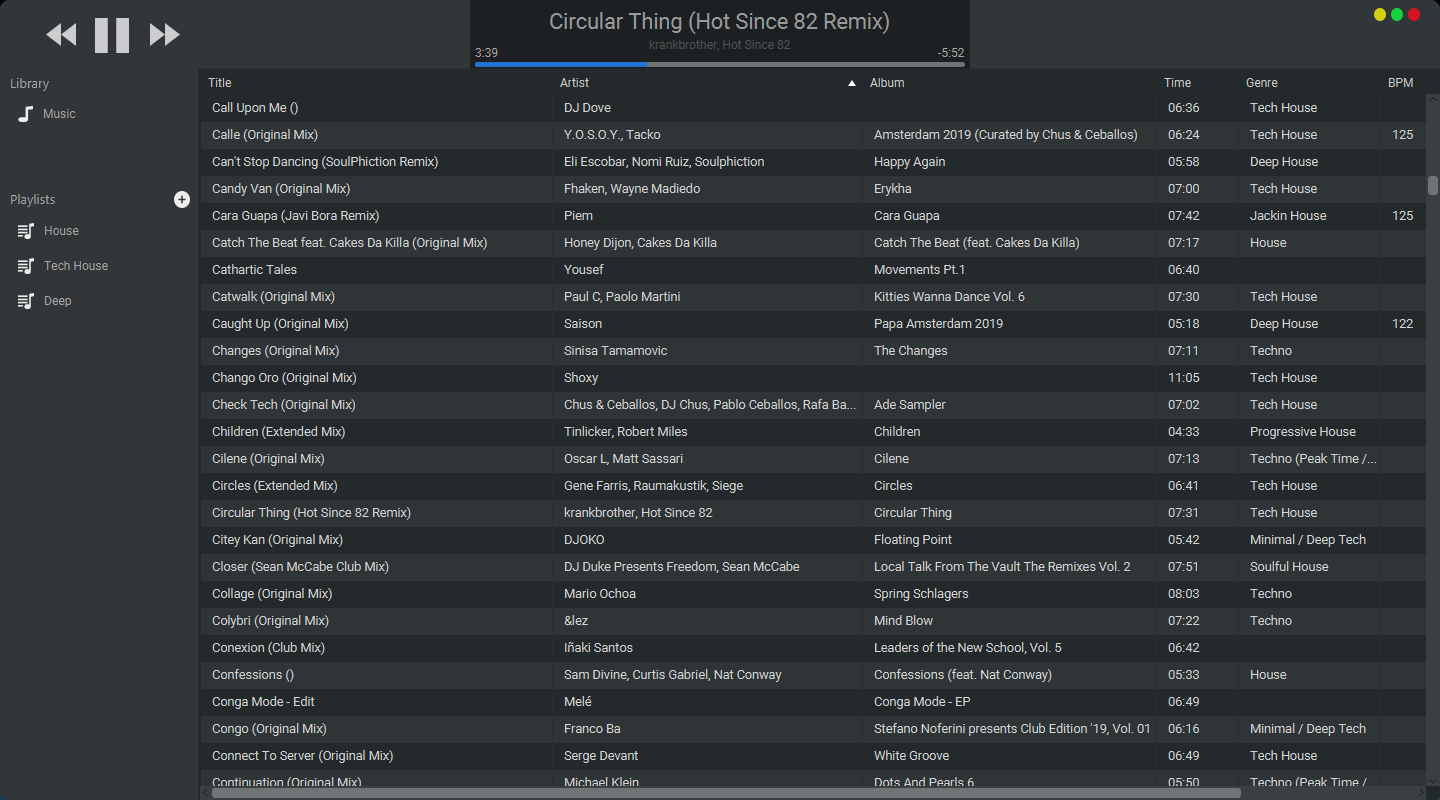 Circular Thing (Hot Since 82 Remix)
krankbrother, Hot Since 82
3:39 -5:52
Library
Music
Playlists
House
Tech House
Deep
Title Artist Album Time Genre BPM
Call Upon Me () DJ Dove 06:36 Tech House
Calle (Original Mix) Y.O.S.O.Y., Tacko Amsterdam 2019 (Curated by Chus & Ceballos) 06:24 Tech House 125
Can't Stop Dancing (SoulPhiction Remix) Eli Escobar, Nomi Ruiz, Soulphiction Happy Again 05:58 Deep House
Candy Van (Original Mix) Fhaken, Wayne Madiedo Erykha 07:00 Tech House
Cara Guapa (Javi Bora Remix) Piem Cara Guapa 07:42 Jackin House 125
Catch The Beat feat. Cakes Da Killa (Original Mix) Honey Dijon, Cakes Da Killa Catch The Beat (feat. Cakes Da Killa) 07:17 House
Cathartic Tales Yousef Movements Pt.1 06:40
Catwalk (Original Mix) Paul C, Paolo Martini Kitties Wanna Dance Vol. 6 07:30 Tech House
Caught Up (Original Mix) Saison Papa Amsterdam 2019 05:18 Deep House 122
Changes (Original Mix) Sinisa Tamamovic The Changes 07:11 Techno
Chango Oro (Original Mix) Shoxy 11:05 Tech House
Check Tech (Original Mix) Chus & Ceballos, DJ Chus, Pablo Ceballos, Rafa Ba... Ade Sampler 07:02 Tech House
Children (Extended Mix) Tinlicker, Robert Miles Children 04:33 Progressive House
Cilene (Original Mix) Oscar L, Matt Sassari Cilene 07:13 Techno (Peak Time /...
Circles (Extended Mix) Gene Farris, Raumakustik, Siege Circles 06:41 Tech House
Circular Thing (Hot Since 82 Remix) krankbrother, Hot Since 82 Circular Thing 07:31 Tech House
Citey Kan (Original Mix) DJOKO Floating Point 05:42 Minimal / Deep Tech
Closer (Sean McCabe Club Mix) DJ Duke Presents Freedom, Sean McCabe Local Talk From The Vault The Remixes Vol. 2 07:51 Soulful House
Collage (Original Mix) Mario Ochoa Spring Schlagers 08:03 Techno
Colybri (Original Mix) &lez Mind Blow 07:22 Techno
Conexion (Club Mix) Iñaki Santos Leaders of the New School, Vol. 5 06:42
Confessions () Sam Divine, Curtis Gabriel, Nat Conway Confessions (feat. Nat Conway) 05:33 House
Conga Mode - Edit Melé Conga Mode - EP 06:49
Congo (Original Mix) Franco Ba Stefano Noferini presents Club Edition '19, Vol. 01 06:16 Minimal / Deep Tech
Connect To Server (Original Mix) Serge Devant White Groove 06:49 Tech House
Continuation (Original Mix) Michael Klein Dots And Pearls 6 05:50 Techno (Peak Time /